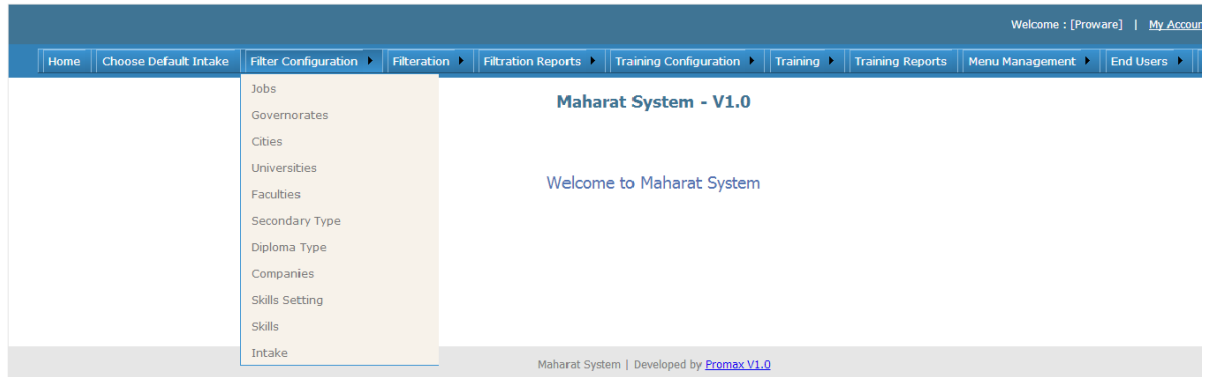 Welcome : [Proware] | My Accour
Home Choose Default Intake Filter Configuration Filteration Filtration Reports Training Configuration Training Training Reports Menu Management End Users
Jobs
Maharat System - V1.0
Governorates
Cities
Universities
Welcome to Maharat System
Faculties
Secondary Type
Diploma Type
Companies
Skills Setting
Skills
Intake
Maharat System | Developed by Promax V1.0